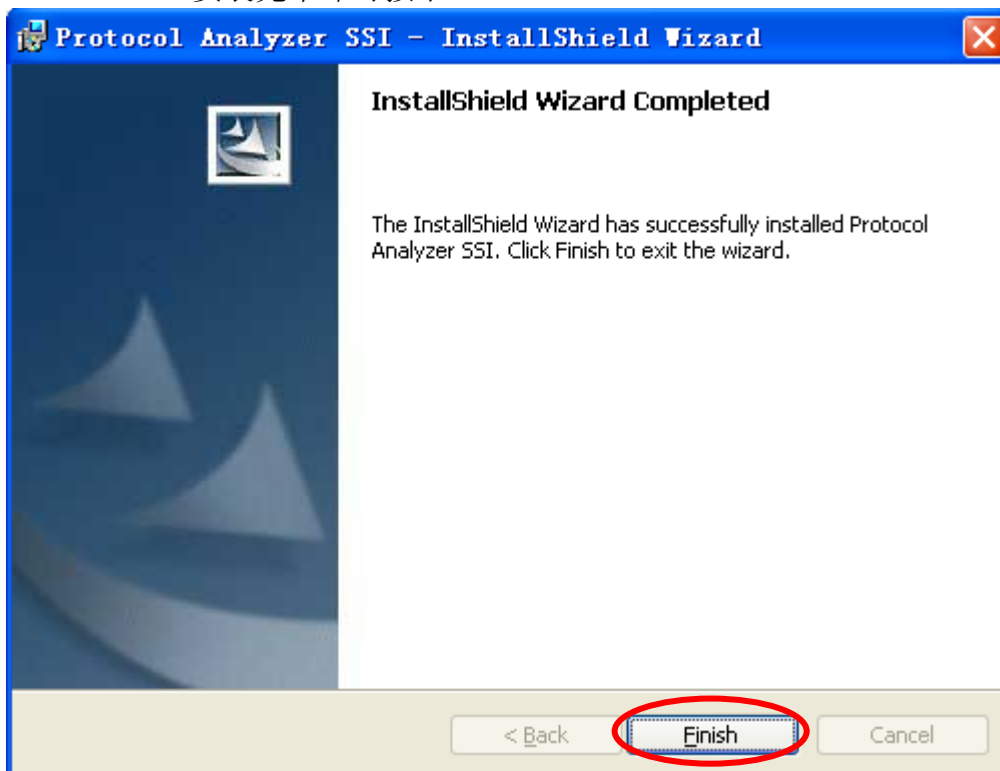 Protocol Analyzer SSI - InstallShield Wizard
InstallShield Wizard Completed
The InstallShield Wizard has successfully installed Protocol
Analyzer SSI. Click Finish to exit the wizard.
< Back Finish Cancel